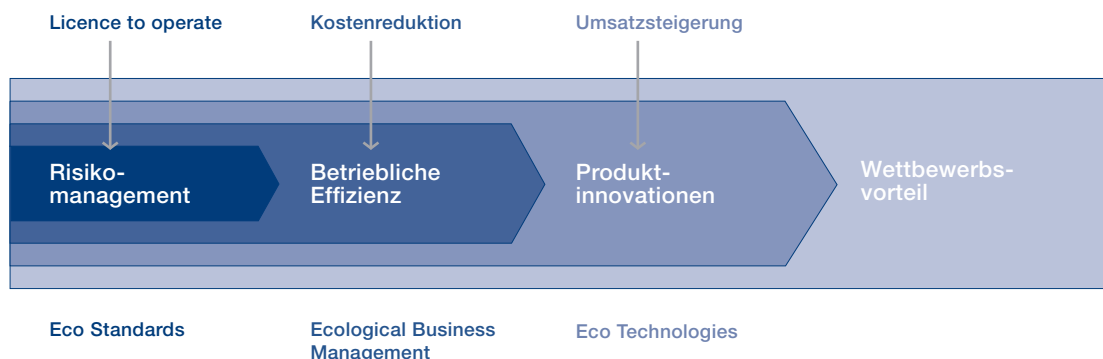 Licence to operate
Kostenreduktion
Umsatzsteigerung
Risiko-
management
Betriebliche
Effizienz
Produkt-
innovationen
Wettbewerbs-
vorteil
Eco Standards
Ecological Business
Management
Eco Technologies